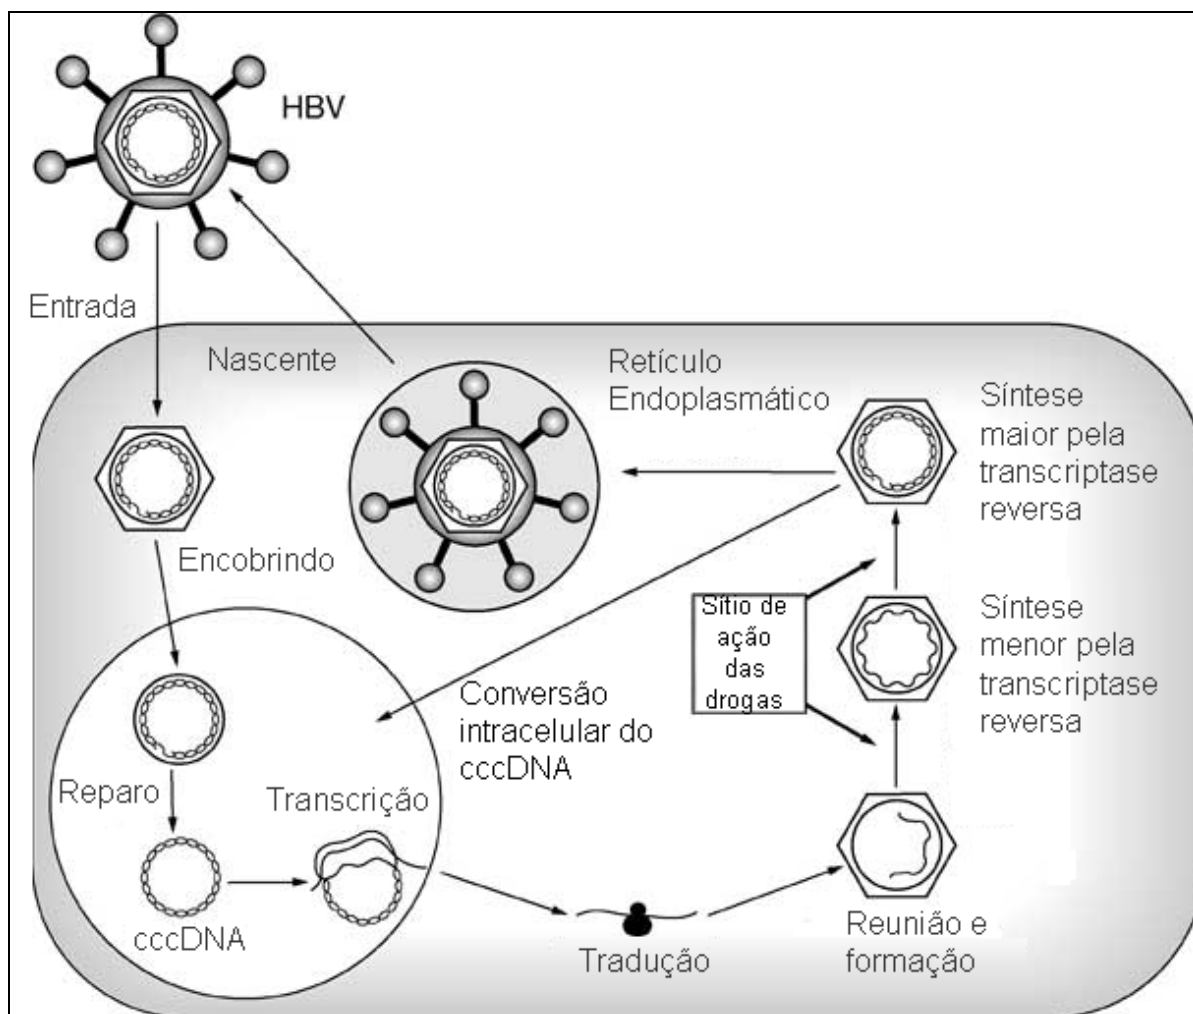 HBV
Entrada
Nascente
Retículo
Endoplasmático
Síntese
maior pela
transcriptase
reversa
Encobrindo
Sítio de
ação
das
drogas
Síntese
menor pela
transcriptase
reversa
Conversão
intracelular do
cccDNA
Reparo
Transcrição
cccDNA
Tradução
Reunião e
formação